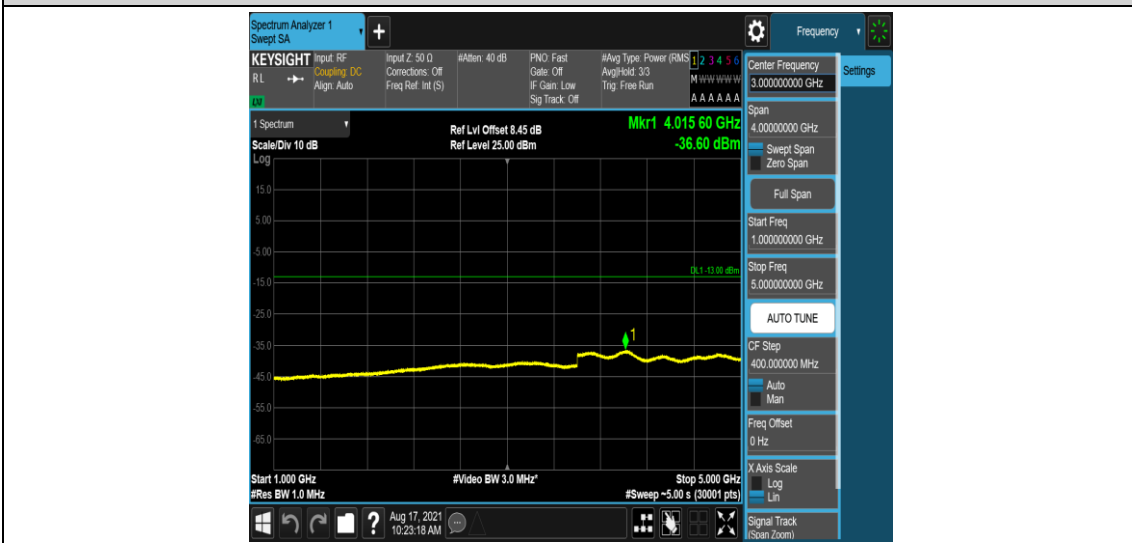 Spectrum Analyzer 1
Swept SA
Frequency
KEYSIGHT
RL
LXI
Input: RF
Coupling: DC
Align: Auto
Input Z: 50 Ω
Corrections: Off
Freq Ref: Int (S)
#Atten: 40 dB
PNO: Fast
Gate: Off
IF Gain: Low
Sig Track: Off
#Avg Type: Power (RMS
Avg|Hold: 3/3
Trig: Free Run
1 2 3 4 5 6
M W W W W W
A A A A A A
Center Frequency
3.000000000 GHz
Settings
1 Spectrum
Scale/Div 10 dB
Ref Lvl Offset 8.45 dB
Ref Level 25.00 dBm
Mkr1 4.015 60 GHz
-36.60 dBm
Log
15.0
5.00
-5.00
-15.0
-25.0
-35.0
-45.0
-55.0
-65.0
DL1 -13.00 dBm
1
Start 1.000 GHz
#Res BW 1.0 MHz
#Video BW 3.0 MHz*
Stop 5.000 GHz
#Sweep ~5.00 s (30001 pts)
Span
4.00000000 GHz
Swept Span
Zero Span
Full Span
Start Freq
1.000000000 GHz
Stop Freq
5.000000000 GHz
AUTO TUNE
CF Step
400.000000 MHz
Auto
Man
Freq Offset
0 Hz
X Axis Scale
Log
Lin
Signal Track
(Span Zoom)
?
Aug 17, 2021
10:23:18 AM